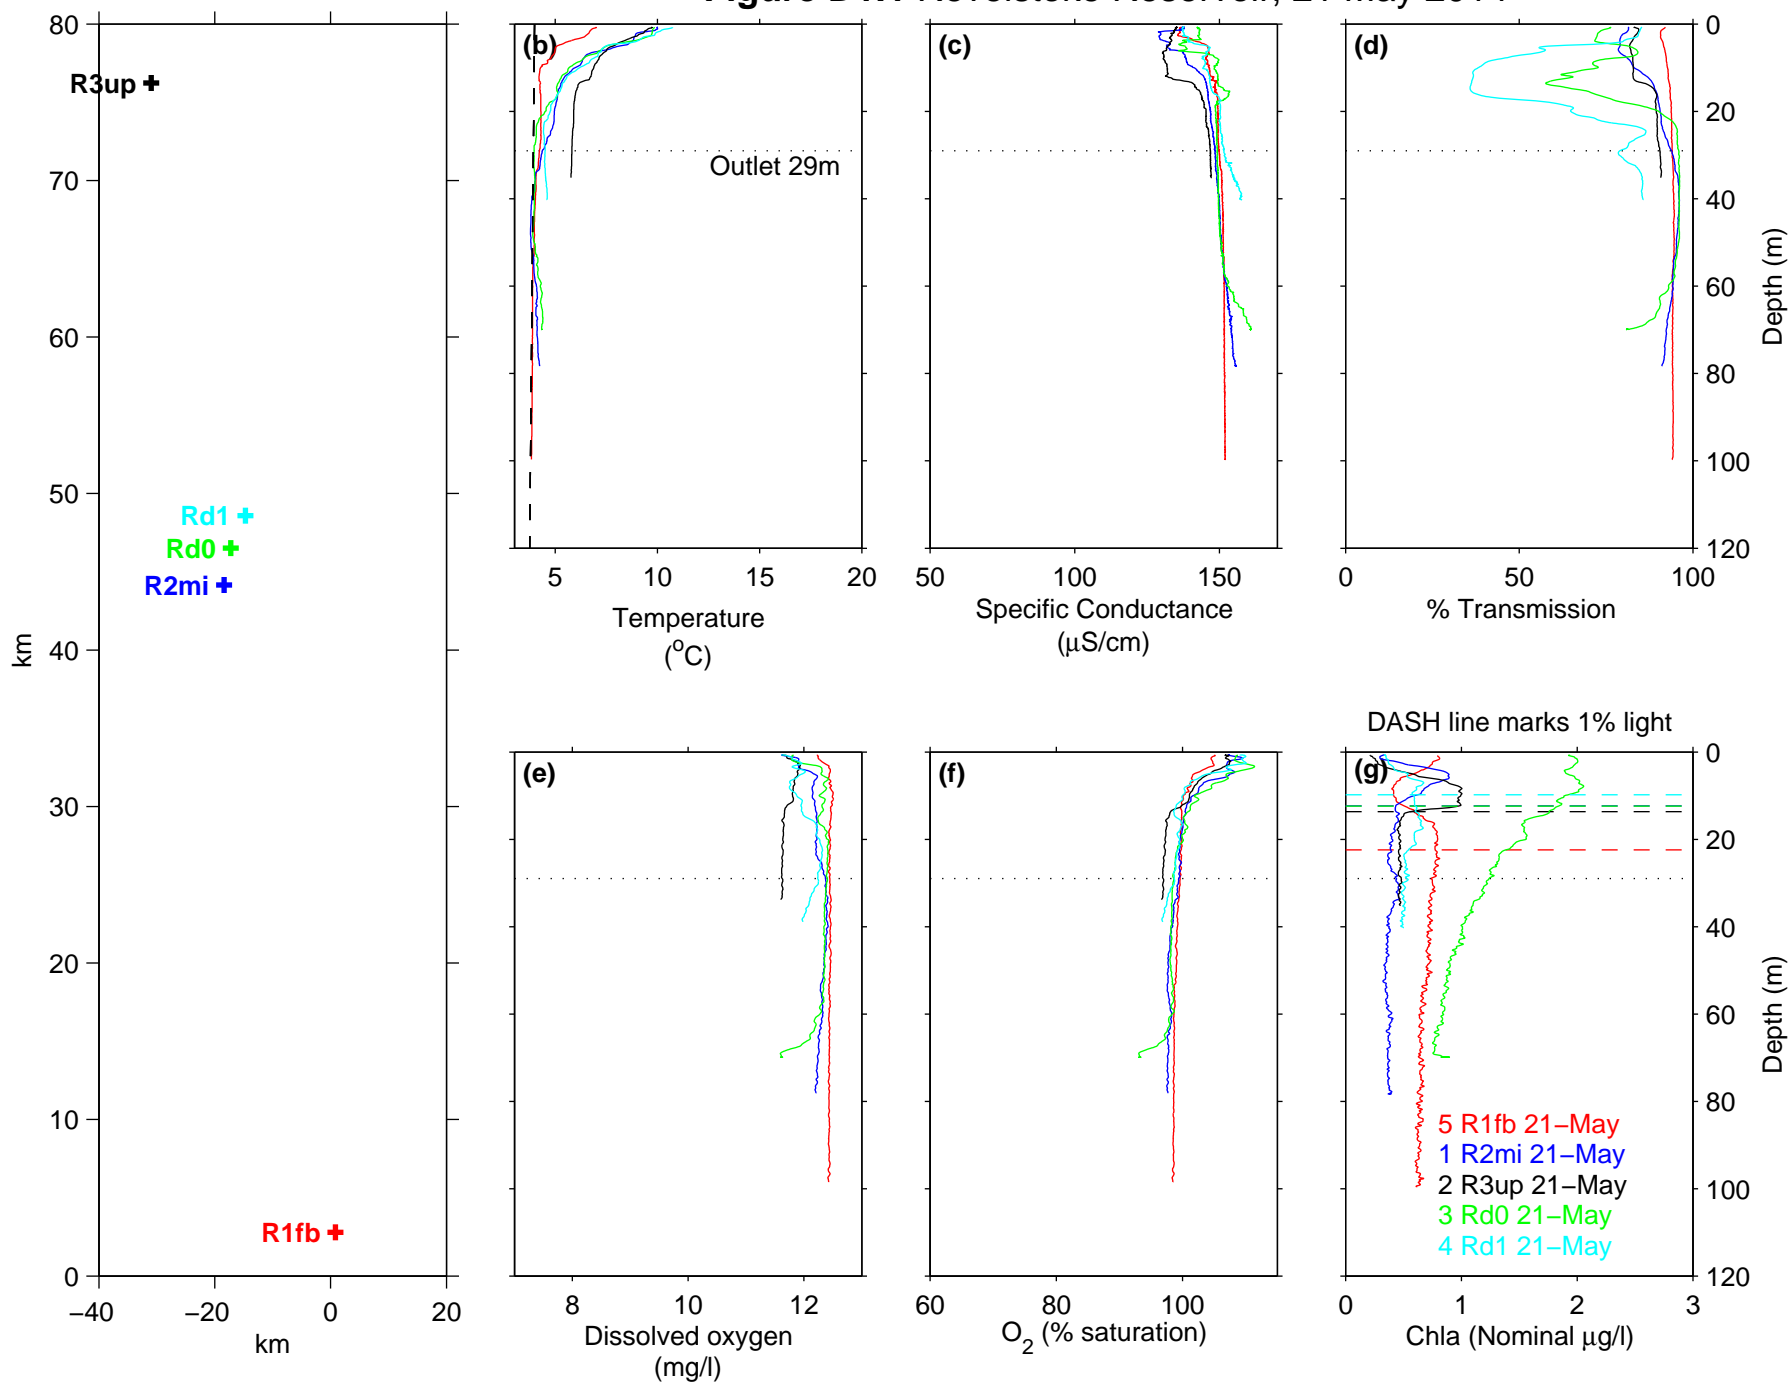 80
70
60
50
40
30
20
10
0
km
−40
−20
0
20
km
R3up
Rd1
Rd0
R2mi
R1fb
(b)
Outlet 29m
5
10
15
20
Temperature
(°C)
(c)
50
100
150
Specific Conductance
(μS/cm)
(d)
0
50
100
% Transmission
0
20
40
60
80
100
120
Depth (m)
(e)
8
10
12
Dissolved oxygen
(mg/l)
(f)
60
80
100
O2 (% saturation)
DASH line marks 1% light
(g)
5 R1fb 21−May
1 R2mi 21−May
2 R3up 21−May
3 Rd0 21−May
4 Rd1 21−May
0
1
2
3
Chla (Nominal μg/l)
0
20
40
60
80
100
120
Depth (m)